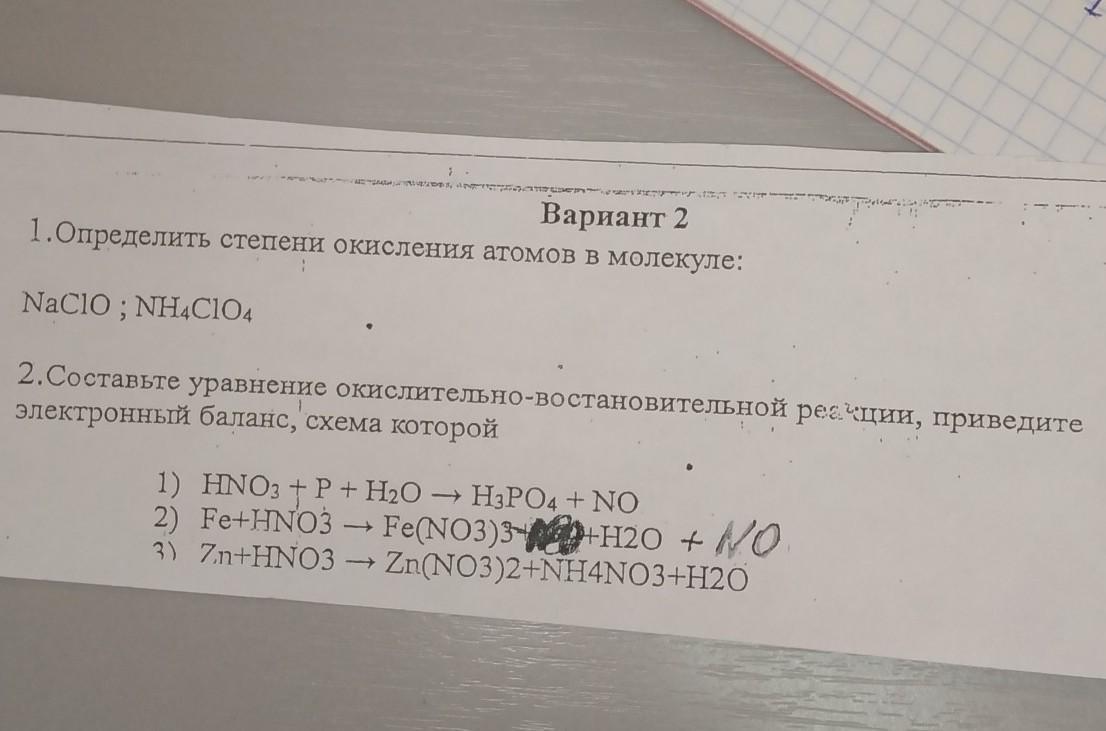 Вариант 2
1.Определить степени окисления атомов в молекуле:
NaClO ; NH₄ClO₄
2.Составьте уравнение окислительно-востановительной реакции, приведите
электронный баланс, схема которой
1) HNO₃ + P + H₂O → H₃PO₄ + NO
2) Fe+HNO3 → Fe(NO3)3+ +H2O + NO
3) Zn+HNO3 → Zn(NO3)2+NH4NO3+H2O